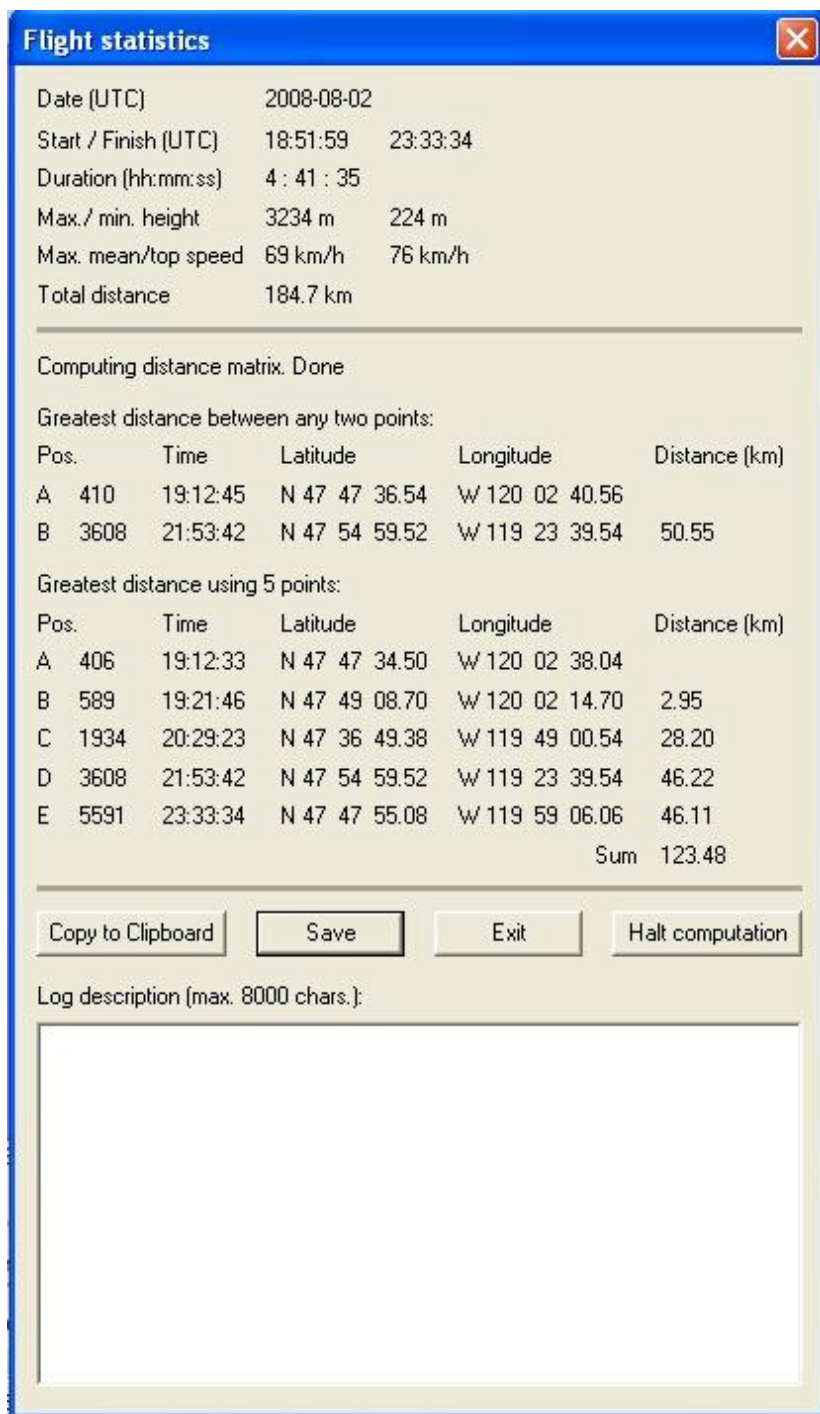 Flight statistics
Date (UTC) 2008-08-02
Start / Finish (UTC) 18:51:59 23:33:34
Duration (hh:mm:ss) 4 : 41 : 35
Max./ min. height 3234 m 224 m
Max. mean/top speed 69 km/h 76 km/h
Total distance 184.7 km
Computing distance matrix. Done
Greatest distance between any two points:
Pos. Time Latitude Longitude Distance (km)
A 410 19:12:45 N 47 47 36.54 W 120 02 40.56
B 3608 21:53:42 N 47 54 59.52 W 119 23 39.54 50.55
Greatest distance using 5 points:
Pos. Time Latitude Longitude Distance (km)
A 406 19:12:33 N 47 47 34.50 W 120 02 38.04
B 589 19:21:46 N 47 49 08.70 W 120 02 14.70 2.95
C 1934 20:29:23 N 47 36 49.38 W 119 49 00.54 28.20
D 3608 21:53:42 N 47 54 59.52 W 119 23 39.54 46.22
E 5591 23:33:34 N 47 47 55.08 W 119 59 06.06 46.11
Sum 123.48
Copy to Clipboard Save Exit Halt computation
Log description (max. 8000 chars.):